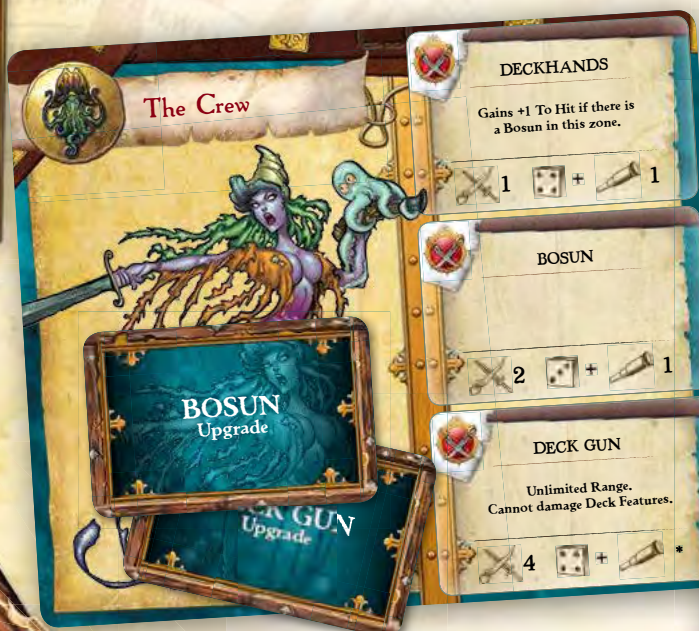 The Crew
DECKHANDS
Gains +1 To Hit if there is
a Bosun in this zone.
1 + 1
BOSUN
2 + 1
DECK GUN
Unlimited Range.
Cannot damage Deck Features.
4 + *
BOSUN
Upgrade
GUN
Upgrade